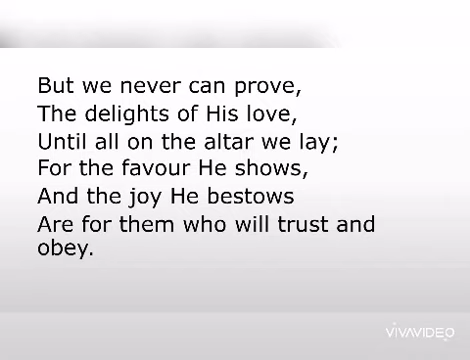 But we never can prove,
The delights of His love,
Until all on the altar we lay;
For the favour He shows,
And the joy He bestows
Are for them who will trust and
obey.
VIVAVIDEO